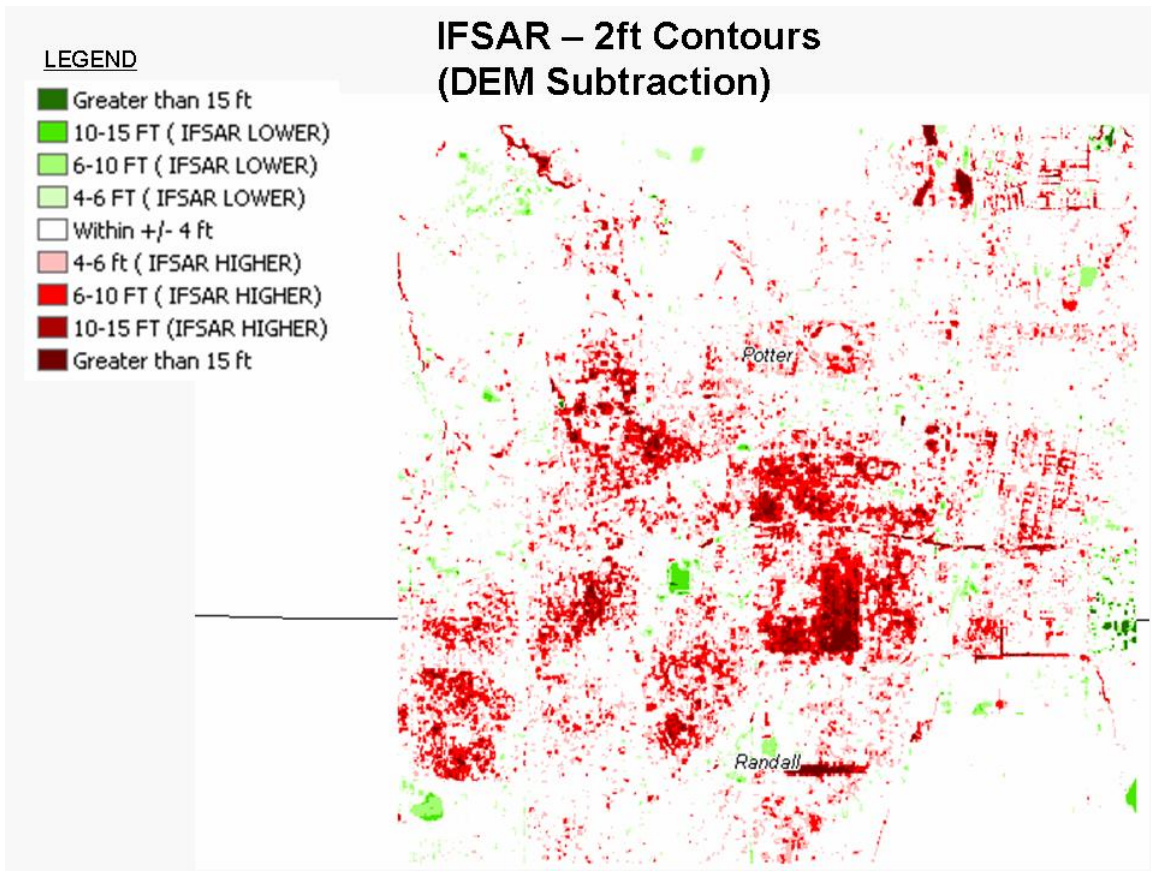 IFSAR – 2ft Contours
(DEM Subtraction)
LEGEND
Greater than 15 ft
10-15 FT ( IFSAR LOWER)
6-10 FT ( IFSAR LOWER)
4-6 FT ( IFSAR LOWER)
Within +/- 4 ft
4-6 ft ( IFSAR HIGHER)
6-10 FT ( IFSAR HIGHER)
10-15 FT (IFSAR HIGHER)
Greater than 15 ft
Potter
Randall